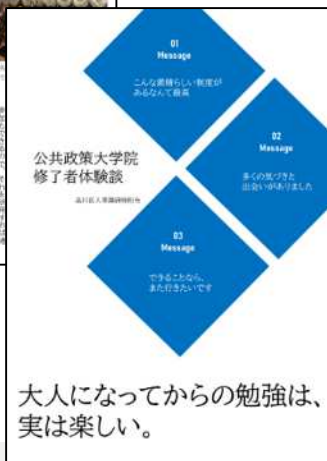 01
Message
こんな素晴らしい制度が
あるなんて最高
02
Message
多くの気づきと
出会いがありました
公共政策大学院
修了者体験談
03
Message
できることなら、
また行きたいです
大人になってからの勉強は、
実は楽しい。